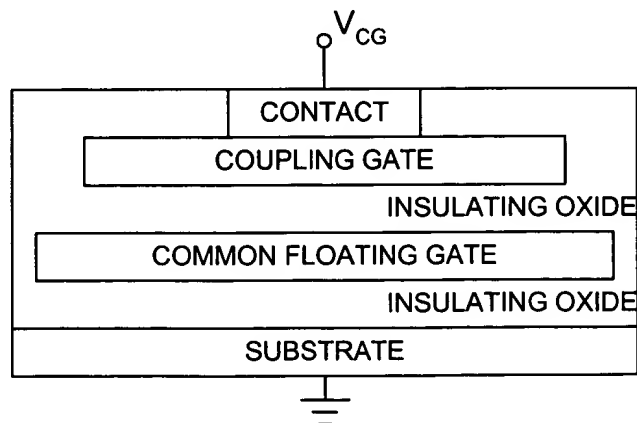 V_CG
CONTACT
COUPLING GATE
INSULATING OXIDE
COMMON FLOATING GATE
INSULATING OXIDE
SUBSTRATE